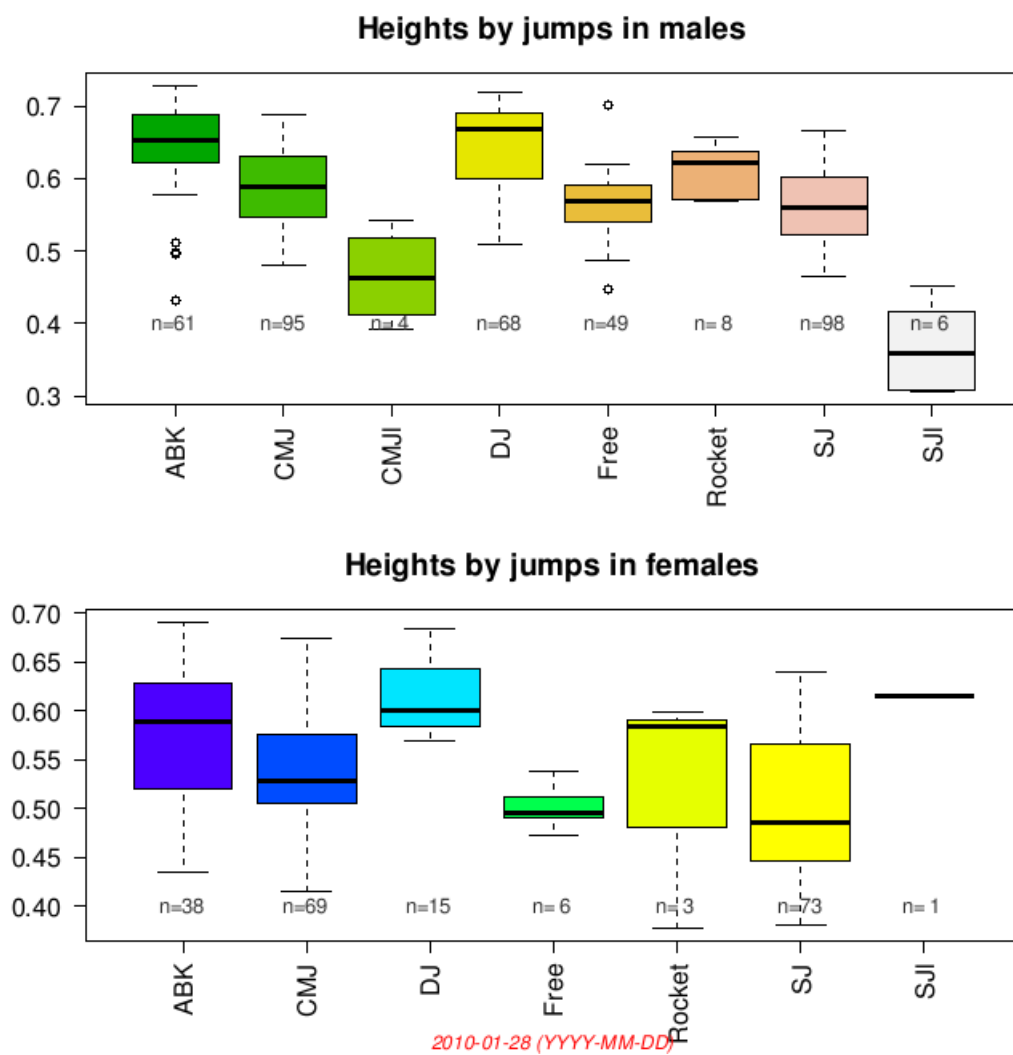 Heights by jumps in males
0.7
0.6
0.5
0.4
0.3
n=61 n=95 n= 4 n=68 n=49 n= 8 n=98 n= 6
ABK CMJ CMJl DJ Free Rocket SJ SJl
Heights by jumps in females
0.70
0.65
0.60
0.55
0.50
0.45
0.40
n=38 n=69 n=15 n= 6 n= 3 n=73 n= 1
ABK CMJ DJ Free Rocket SJ SJl
2010-01-28 (YYYY-MM-DD)